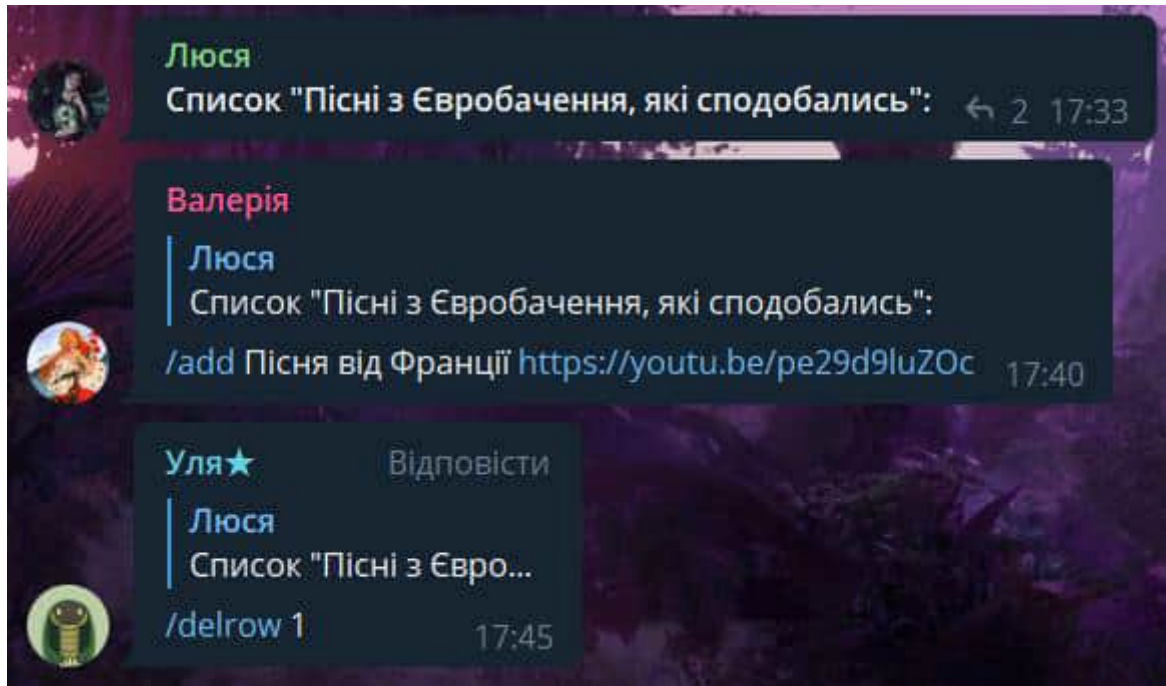 Люся
Список "Пісні з Євробачення, які сподобались": 2 17:33
Валерія
Люся
Список "Пісні з Євробачення, які сподобались":
/add Пісня від Франції https://youtu.be/pe29d9luZOc 17:40
Уля★ Відповісти
Люся
Список "Пісні з Євро...
/delrow 1 17:45